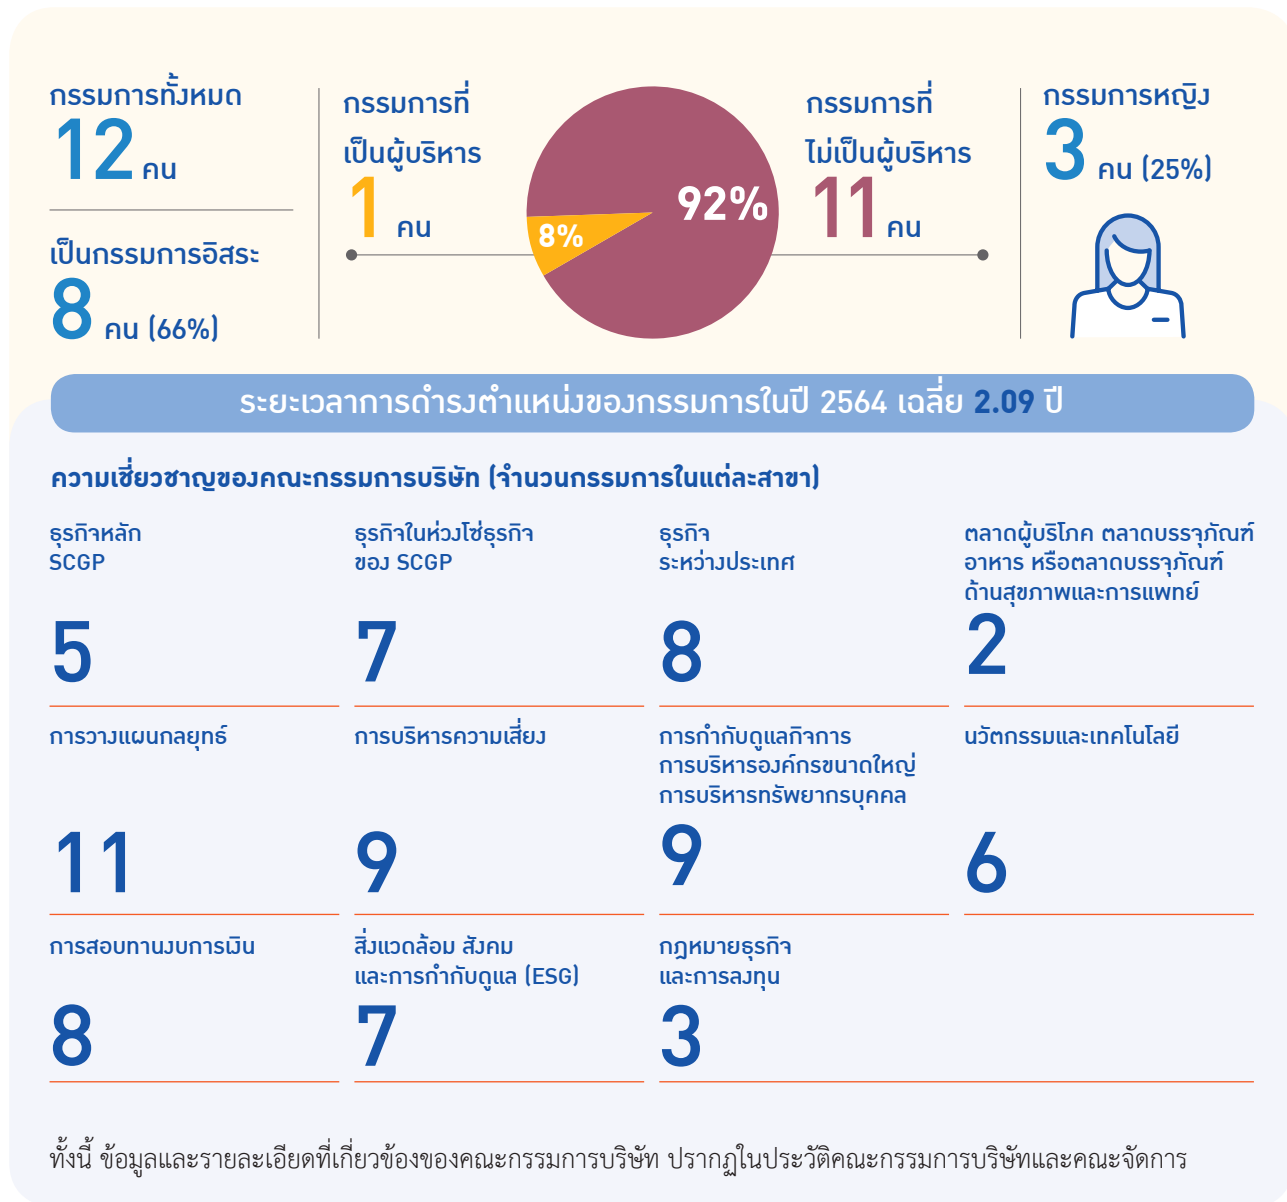 กรรมการทั้งหมด
12 คน
เป็นกรรมการอิสระ
8 คน (66%)
กรรมการที่
เป็นผู้บริหาร
1 คน
8%
92%
กรรมการที่
ไม่เป็นผู้บริหาร
11 คน
กรรมการหญิง
3 คน (25%)
ระยะเวลาการดำรงตำแหน่งของกรรมการในปี 2564 เฉลี่ย 2.09 ปี
ความเชี่ยวชาญของคณะกรรมการบริษัท (จำนวนกรรมการในแต่ละสาขา)
ธุรกิจหลัก
SCGP
5
ธุรกิจในห่วงโซ่ธุรกิจ
ของ SCGP
7
ธุรกิจ
ระหว่างประเทศ
8
ตลาดผู้บริโภค ตลาดบรรจุภัณฑ์
อาหาร หรือตลาดบรรจุภัณฑ์
ด้านสุขภาพและการแพทย์
2
การวางแผนกลยุทธ์
11
การบริหารความเสี่ยง
9
การกำกับดูแลกิจการ
การบริหารองค์กรขนาดใหญ่
การบริหารทรัพยากรบุคคล
9
นวัตกรรมและเทคโนโลยี
6
การสอบทานงบการเงิน
8
สิ่งแวดล้อม สังคม
และการกำกับดูแล (ESG)
7
กฎหมายธุรกิจ
และการลงทุน
3
ทั้งนี้ ข้อมูลและรายละเอียดที่เกี่ยวข้องของคณะกรรมการบริษัท ปรากฏในประวัติคณะกรรมการบริษัทและคณะจัดการ